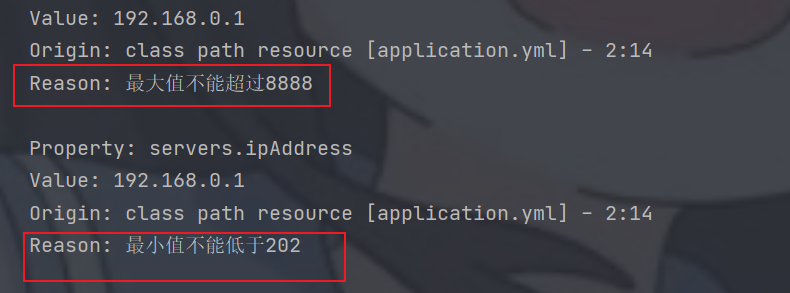 Value: 192.168.0.1
Origin: class path resource [application.yml] - 2:14
Reason: 最大值不能超过8888
Property: servers.ipAddress
Value: 192.168.0.1
Origin: class path resource [application.yml] - 2:14
Reason: 最小值不能低于202